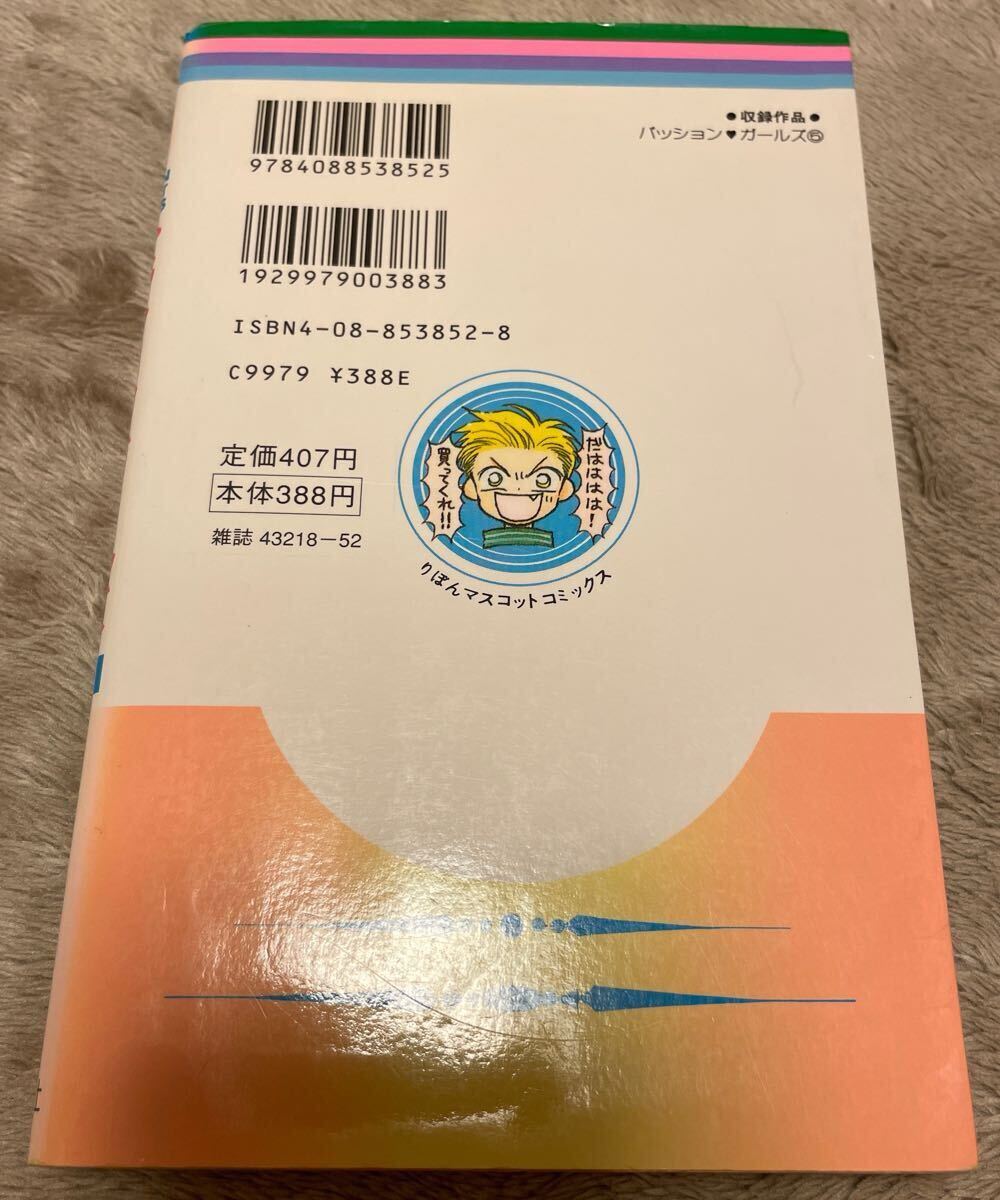 9784088538525
●収録作品●
パッション♥ガールズ⑤
1929979003883
ISBN4-08-853852-8
C9979 ¥388E
定価407円
本体388円
雑誌 43218-52
だはははは!
買ってくれ!!
りぼんマスコットコミックス